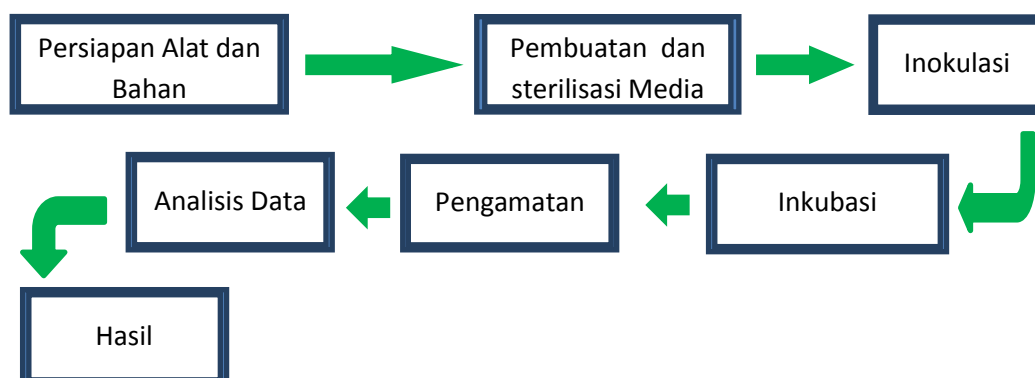 Persiapan Alat dan
Bahan
Pembuatan dan
sterilisasi Media
Inokulasi
Inkubasi
Pengamatan
Analisis Data
Hasil